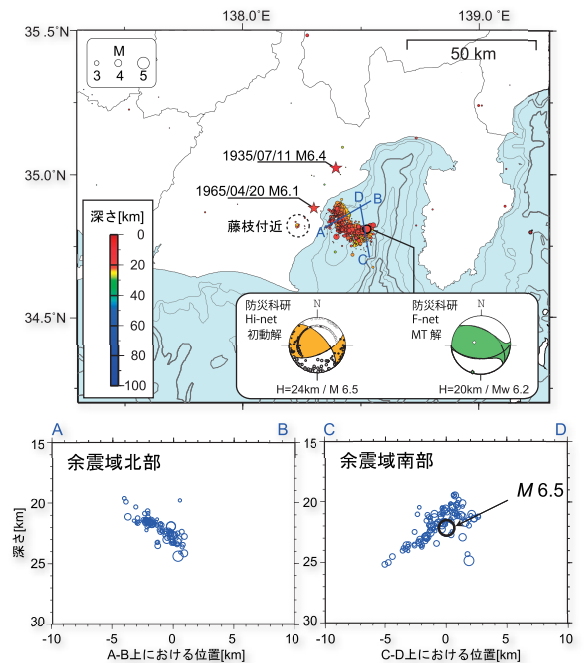 138.0°E 139.0°E
35.5°N
35.0°N
34.5°N
M
3 4 5
50 km
1935/07/11 M6.4
1965/04/20 M6.1
藤枝付近
D
B
A
C
深さ[km]
0
20
40
60
80
100
防災科研
Hi-net
初動解
N
H=24km / M 6.5
防災科研
F-net
MT 解
N
H=20km / Mw 6.2
A B
余震域北部
深さ[km]
15
20
25
30
-10 -5 0 5 10
A-B上における位置[km]
C D
余震域南部
M 6.5
15
20
25
30
-10 -5 0 5 10
C-D上における位置[km]